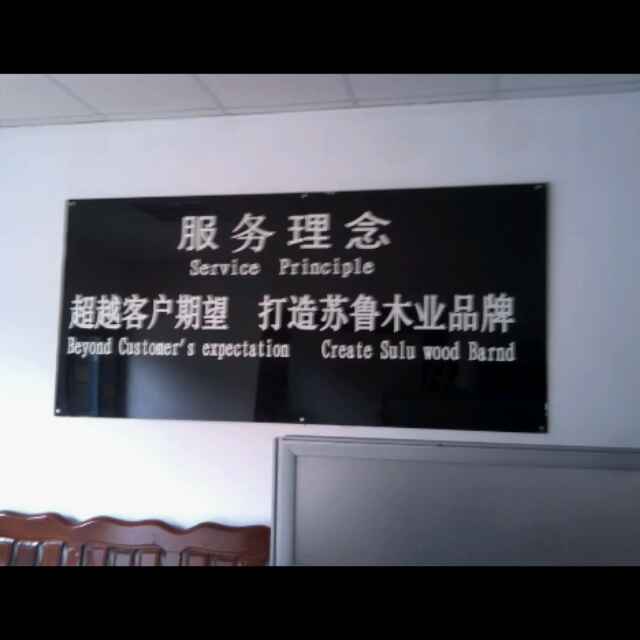 服务理念
Service Principle
超越客户期望 打造苏鲁木业品牌
Beyond Customer's expectation Create Sulu wood Barnd